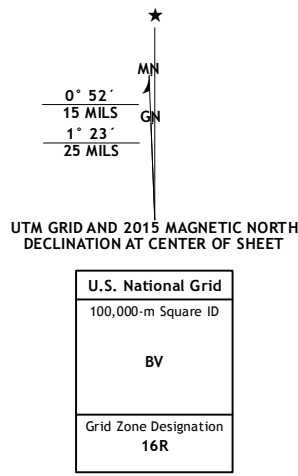 MN
0° 52´
15 MILS
GN
1° 23´
25 MILS
UTM GRID AND 2015 MAGNETIC NORTH
DECLINATION AT CENTER OF SHEET
U.S. National Grid
100,000-m Square ID
BV
Grid Zone Designation
16R